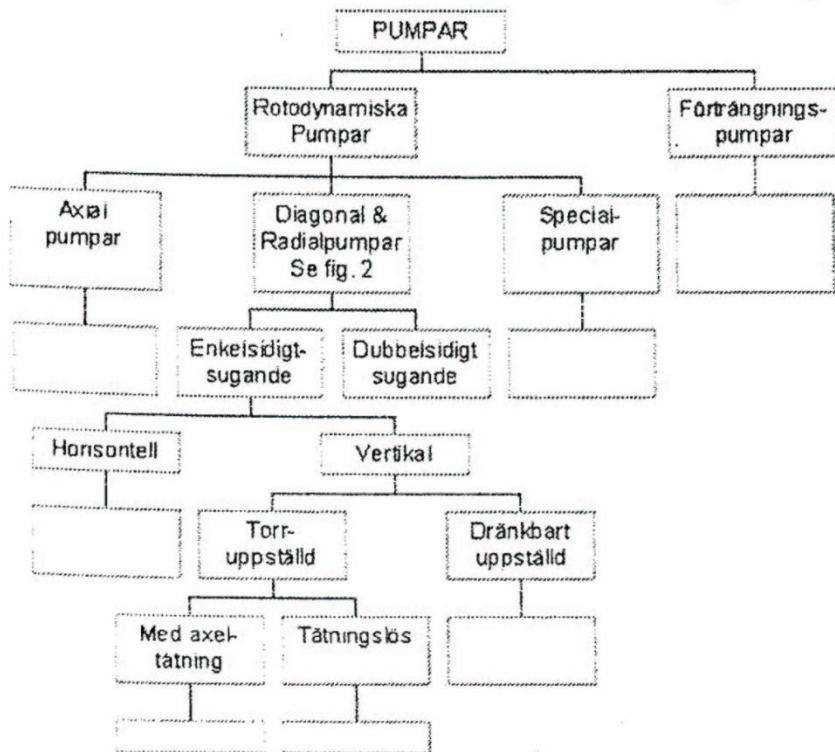 PUMPAR
Rotodynamiska
Pumpar
Förträngnings-
pumpar
Axial
pumpar
Diagonal &
Radialpumpar
Se fig. 2
Special-
pumpar
Enkelsidigt-
sugande
Dubbelsidigt
sugande
Horisontell
Vertikal
Torr-
uppställd
Dränkbart
uppställd
Med axel-
tätning
Tätningslös